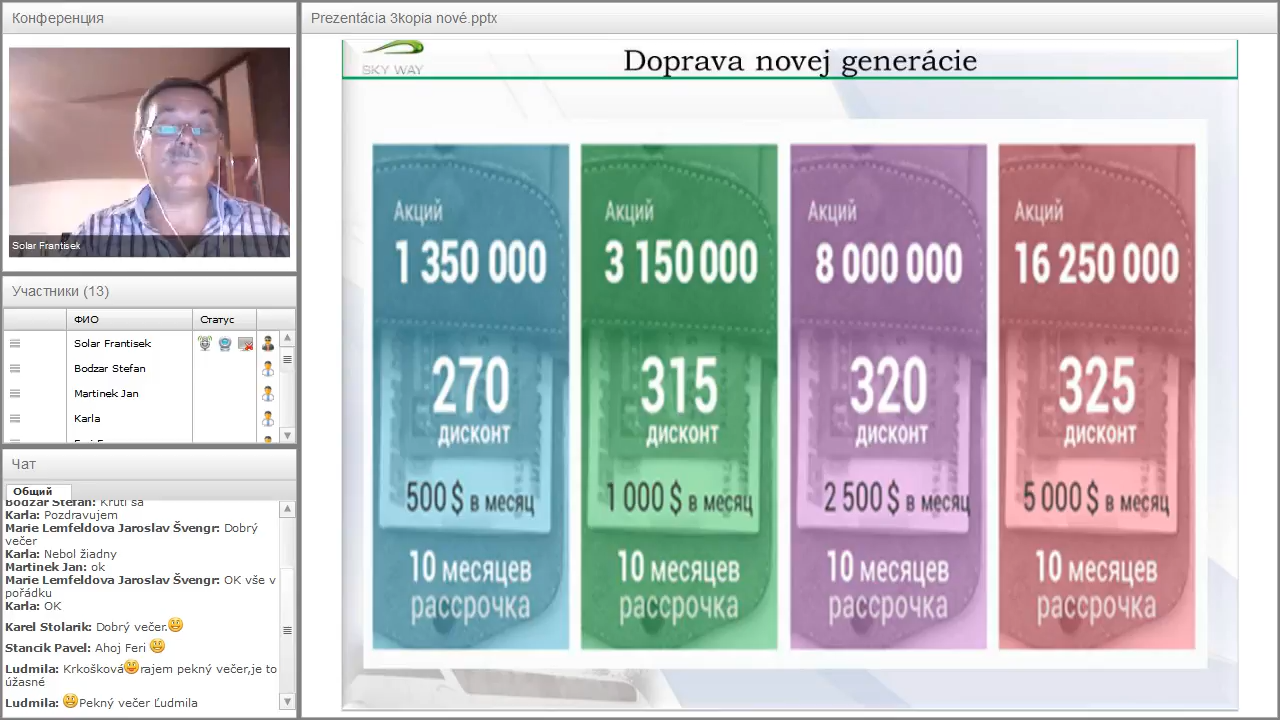 Конференция
Solar Frantisek
Участники (13)
ФИО
Статус
Solar Frantisek
Bodzar Stefan
Martinek Jan
Karla
Чат
Общий
Bodzar Stefan: Krúti sa
Karla: Pozdravujem
Marie Lemfeldova Jaroslav Švengr: Dobrý
večer
Karla: Nebol žiadny
Martinek Jan: ok
Marie Lemfeldova Jaroslav Švengr: OK vše v
pořádku
Karla: OK
Karel Stolarik: Dobrý večer.
Stancik Pavel: Ahoj Feri
Ludmila: Krkošková rajem pekný večer,je to
úžasné
Ludmila: Pekný večer Ľudmila
Prezentácia 3kopia nové.pptx
SKY WAY
Doprava novej generácie
Акций
1 350 000
270
дисконт
500 $ в месяц
10 месяцев
рассрочка
Акций
3 150 000
315
дисконт
1 000 $ в месяц
10 месяцев
рассрочка
Акций
8 000 000
320
дисконт
2 500 $ в месяц
10 месяцев
рассрочка
Акций
16 250 000
325
дисконт
5 000 $ в месяц
10 месяцев
рассрочка